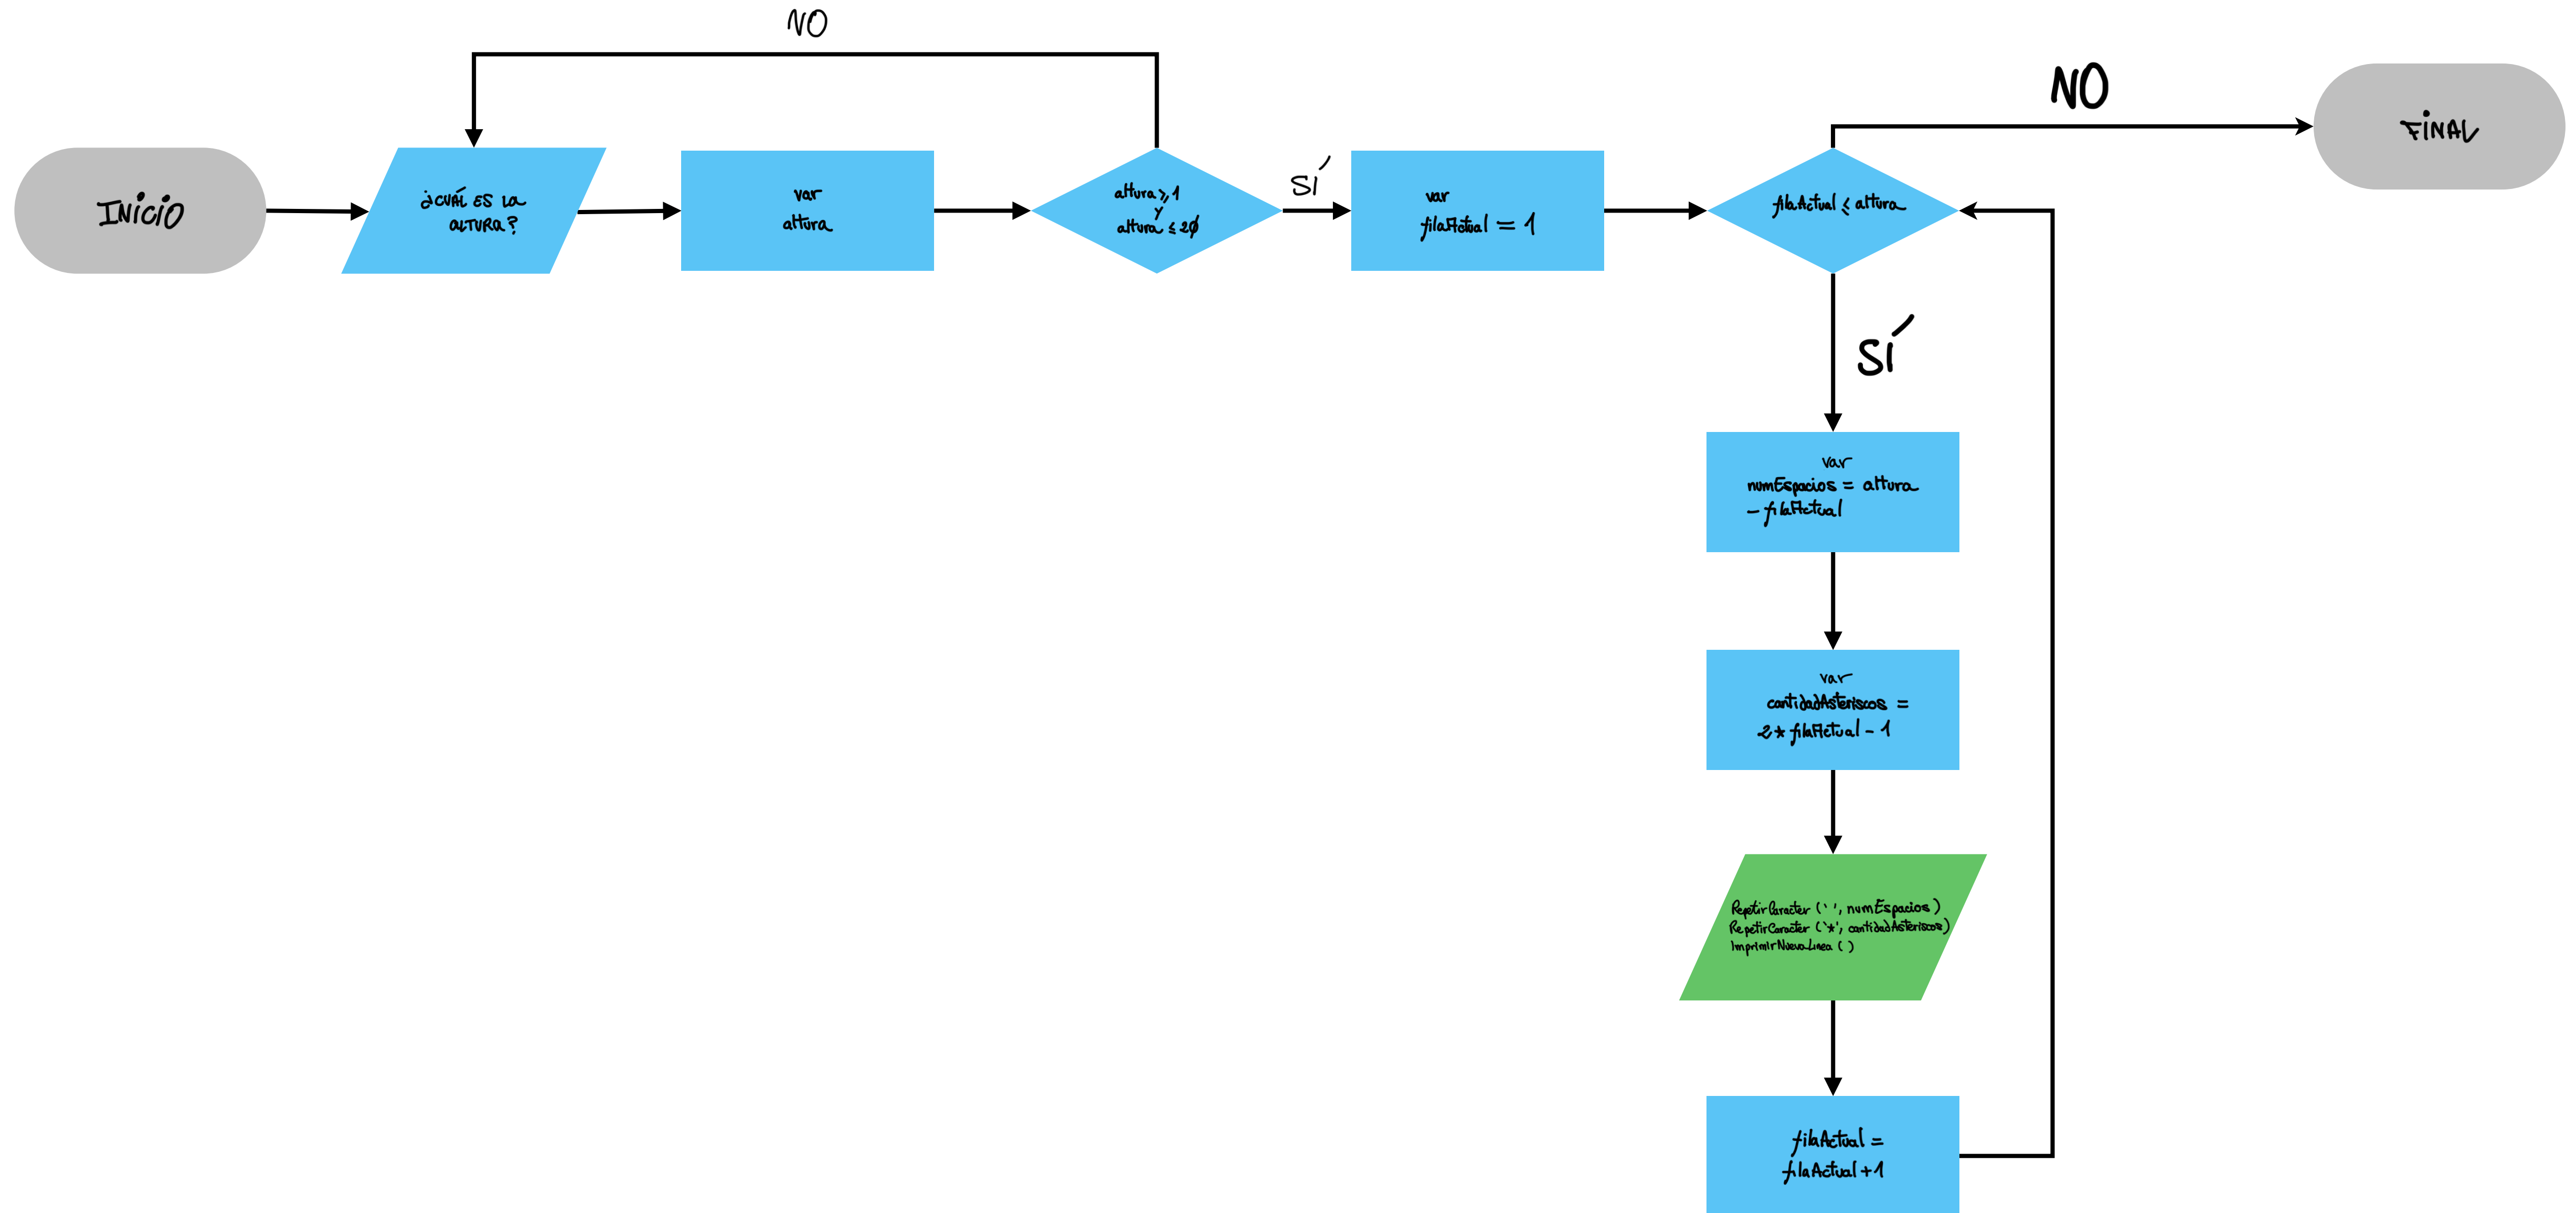 NO
INICIO
¿CUÁL ES LA
ALTURA?
var
altura
altura ≥ 1
y
altura ≤ 20
SÍ
var
filaActual = 1
filaActual ≤ altura
NO
FINAL
SÍ
var
numEspacios = altura
- filaActual
var
cantidadAsteriscos =
2 * filaActual - 1
RepetirCaracter (' ', numEspacios)
RepetirCaracter ('*', cantidadAsteriscos)
ImprimirNuevaLinea ( )
filaActual =
filaActual + 1